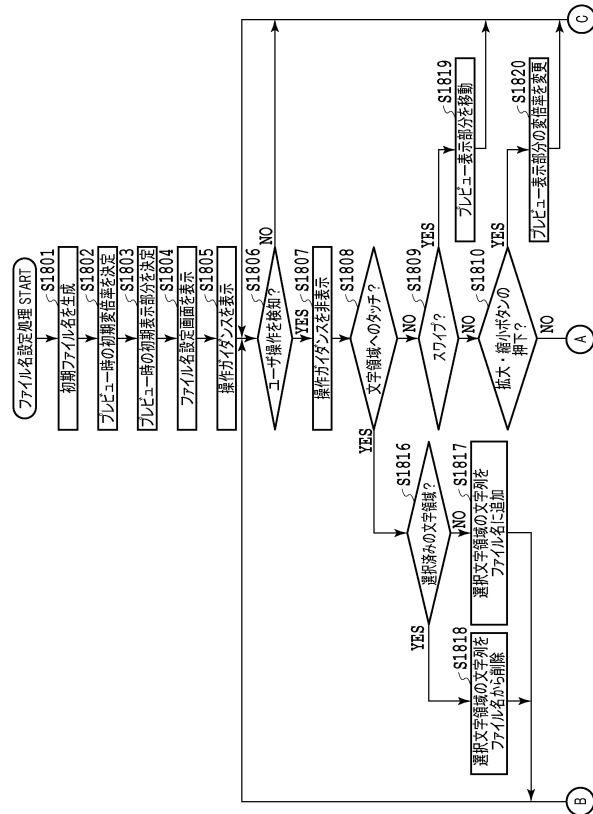 ファイル名設定処理 START
S1801
初期ファイル名を生成
S1802
プレビュー時の初期変倍率を決定
S1803
プレビュー時の初期表示部分を決定
S1804
ファイル名設定画面を表示
S1805
操作ガイダンスを表示
S1806
ユーザ操作を検知?
NO
YES
S1807
操作ガイダンスを非表示
S1808
文字領域へのタッチ?
YES
NO
S1809
スワイプ?
YES
NO
S1810
拡大・縮小ボタンの
押下?
YES
NO
S1816
選択済みの文字領域?
YES
NO
S1817
選択文字領域の文字列を
ファイル名に追加
S1818
選択文字領域の文字列を
ファイル名から削除
S1819
プレビュー表示部分を移動
S1820
プレビュー表示部分の変倍率を変更
B
A
C